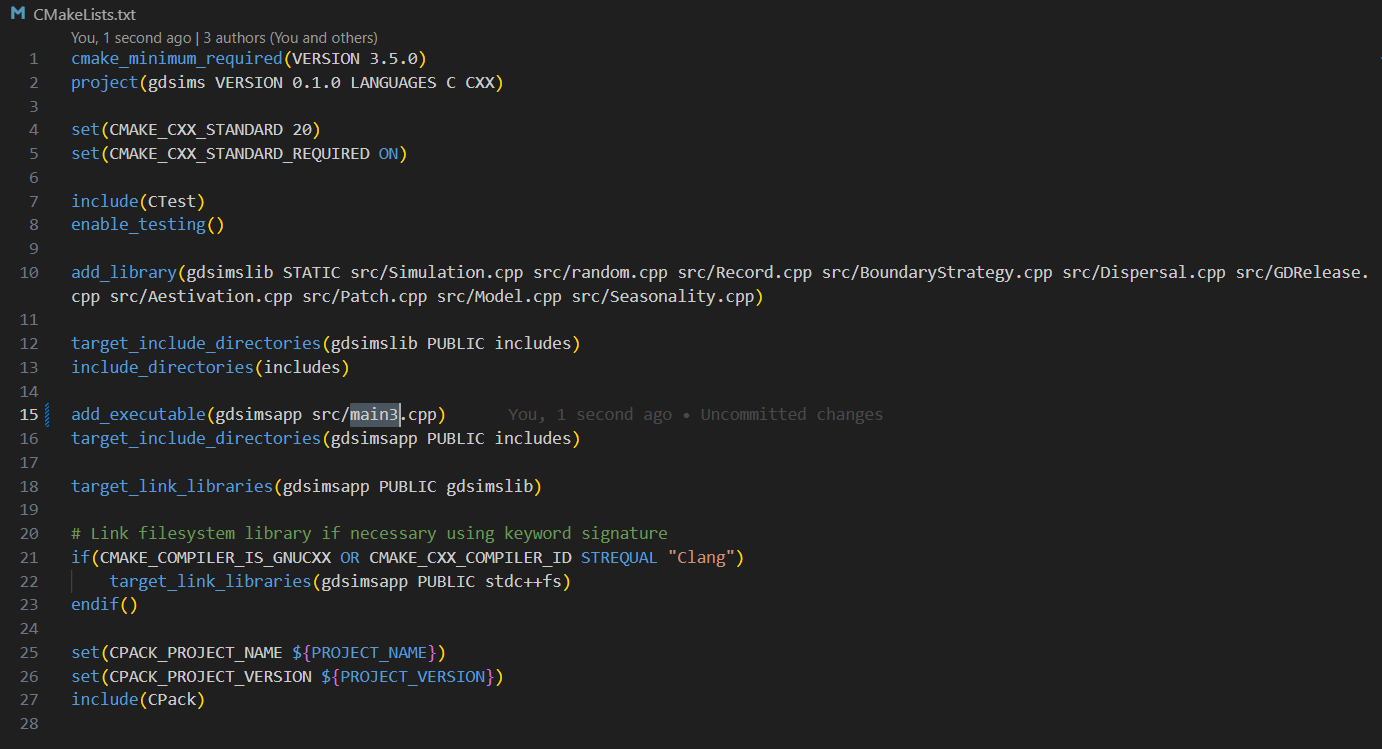 M CMakeLists.txt
You, 1 second ago | 3 authors (You and others)
1 cmake_minimum_required(VERSION 3.5.0)
2 project(gdsims VERSION 0.1.0 LANGUAGES C CXX)
3
4 set(CMAKE_CXX_STANDARD 20)
5 set(CMAKE_CXX_STANDARD_REQUIRED ON)
6
7 include(CTest)
8 enable_testing()
9
10 add_library(gdsimslib STATIC src/Simulation.cpp src/random.cpp src/Record.cpp src/BoundaryStrategy.cpp src/Dispersal.cpp src/GDRelease.
cpp src/Aestivation.cpp src/Patch.cpp src/Model.cpp src/Seasonality.cpp)
11
12 target_include_directories(gdsimslib PUBLIC includes)
13 include_directories(includes)
14
15 add_executable(gdsimsapp src/main3.cpp) You, 1 second ago • Uncommitted changes
16 target_include_directories(gdsimsapp PUBLIC includes)
17
18 target_link_libraries(gdsimsapp PUBLIC gdsimslib)
19
20 # Link filesystem library if necessary using keyword signature
21 if(CMAKE_COMPILER_IS_GNUCXX OR CMAKE_CXX_COMPILER_ID STREQUAL "Clang")
22 target_link_libraries(gdsimsapp PUBLIC stdc++fs)
23 endif()
24
25 set(CPACK_PROJECT_NAME ${PROJECT_NAME})
26 set(CPACK_PROJECT_VERSION ${PROJECT_VERSION})
27 include(CPack)
28